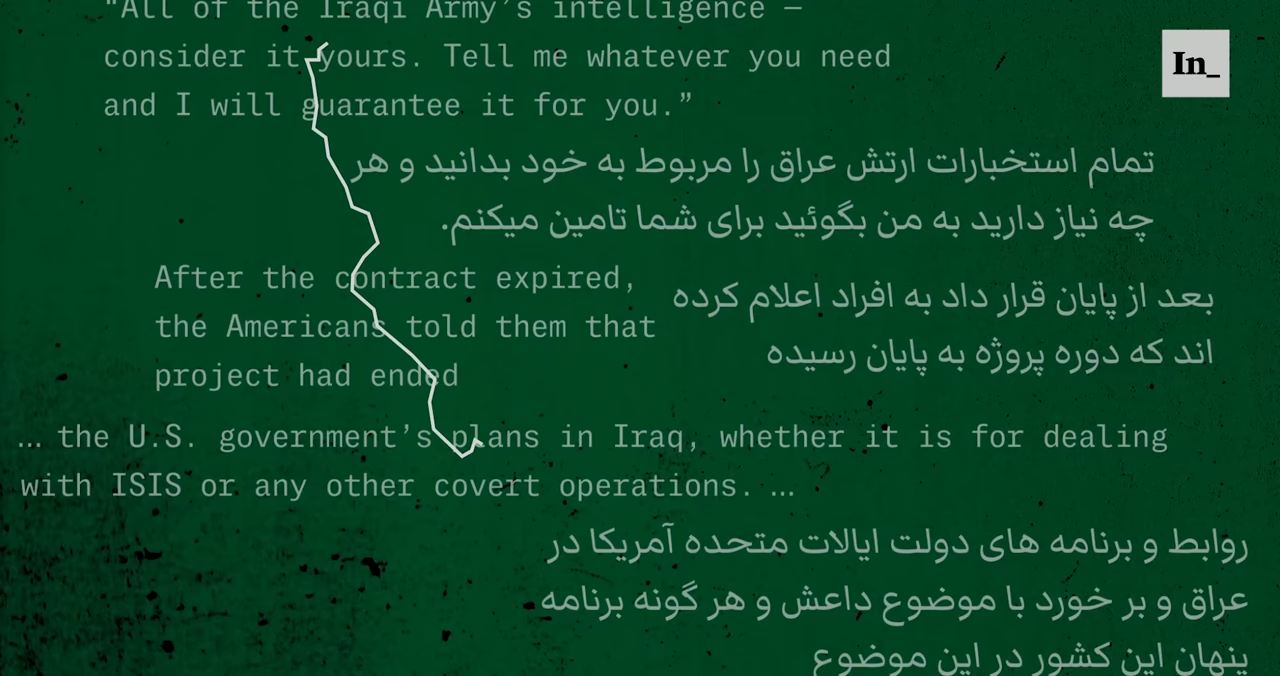 "All of the Iraqi Army's intelligence —
consider it yours. Tell me whatever you need
and I will guarantee it for you.”
In_
تمام استخبارات ارتش عراق را مربوط به خود بدانید و هر
چه نیاز دارید به من بگوئید برای شما تامین میکنم.
After the contract expired,
the Americans told them that
project had ended
بعد از پایان قرار داد به افراد اعلام کرده
اند که دوره پروژه به پایان رسیده
… the U.S. government’s plans in Iraq, whether it is for dealing
with ISIS or any other covert operations. …
روابط و برنامه های دولت ایالات متحده آمریکا در
عراق و بر خورد با موضوع داعش و هر گونه برنامه
پنهان این کشور در این موضوع